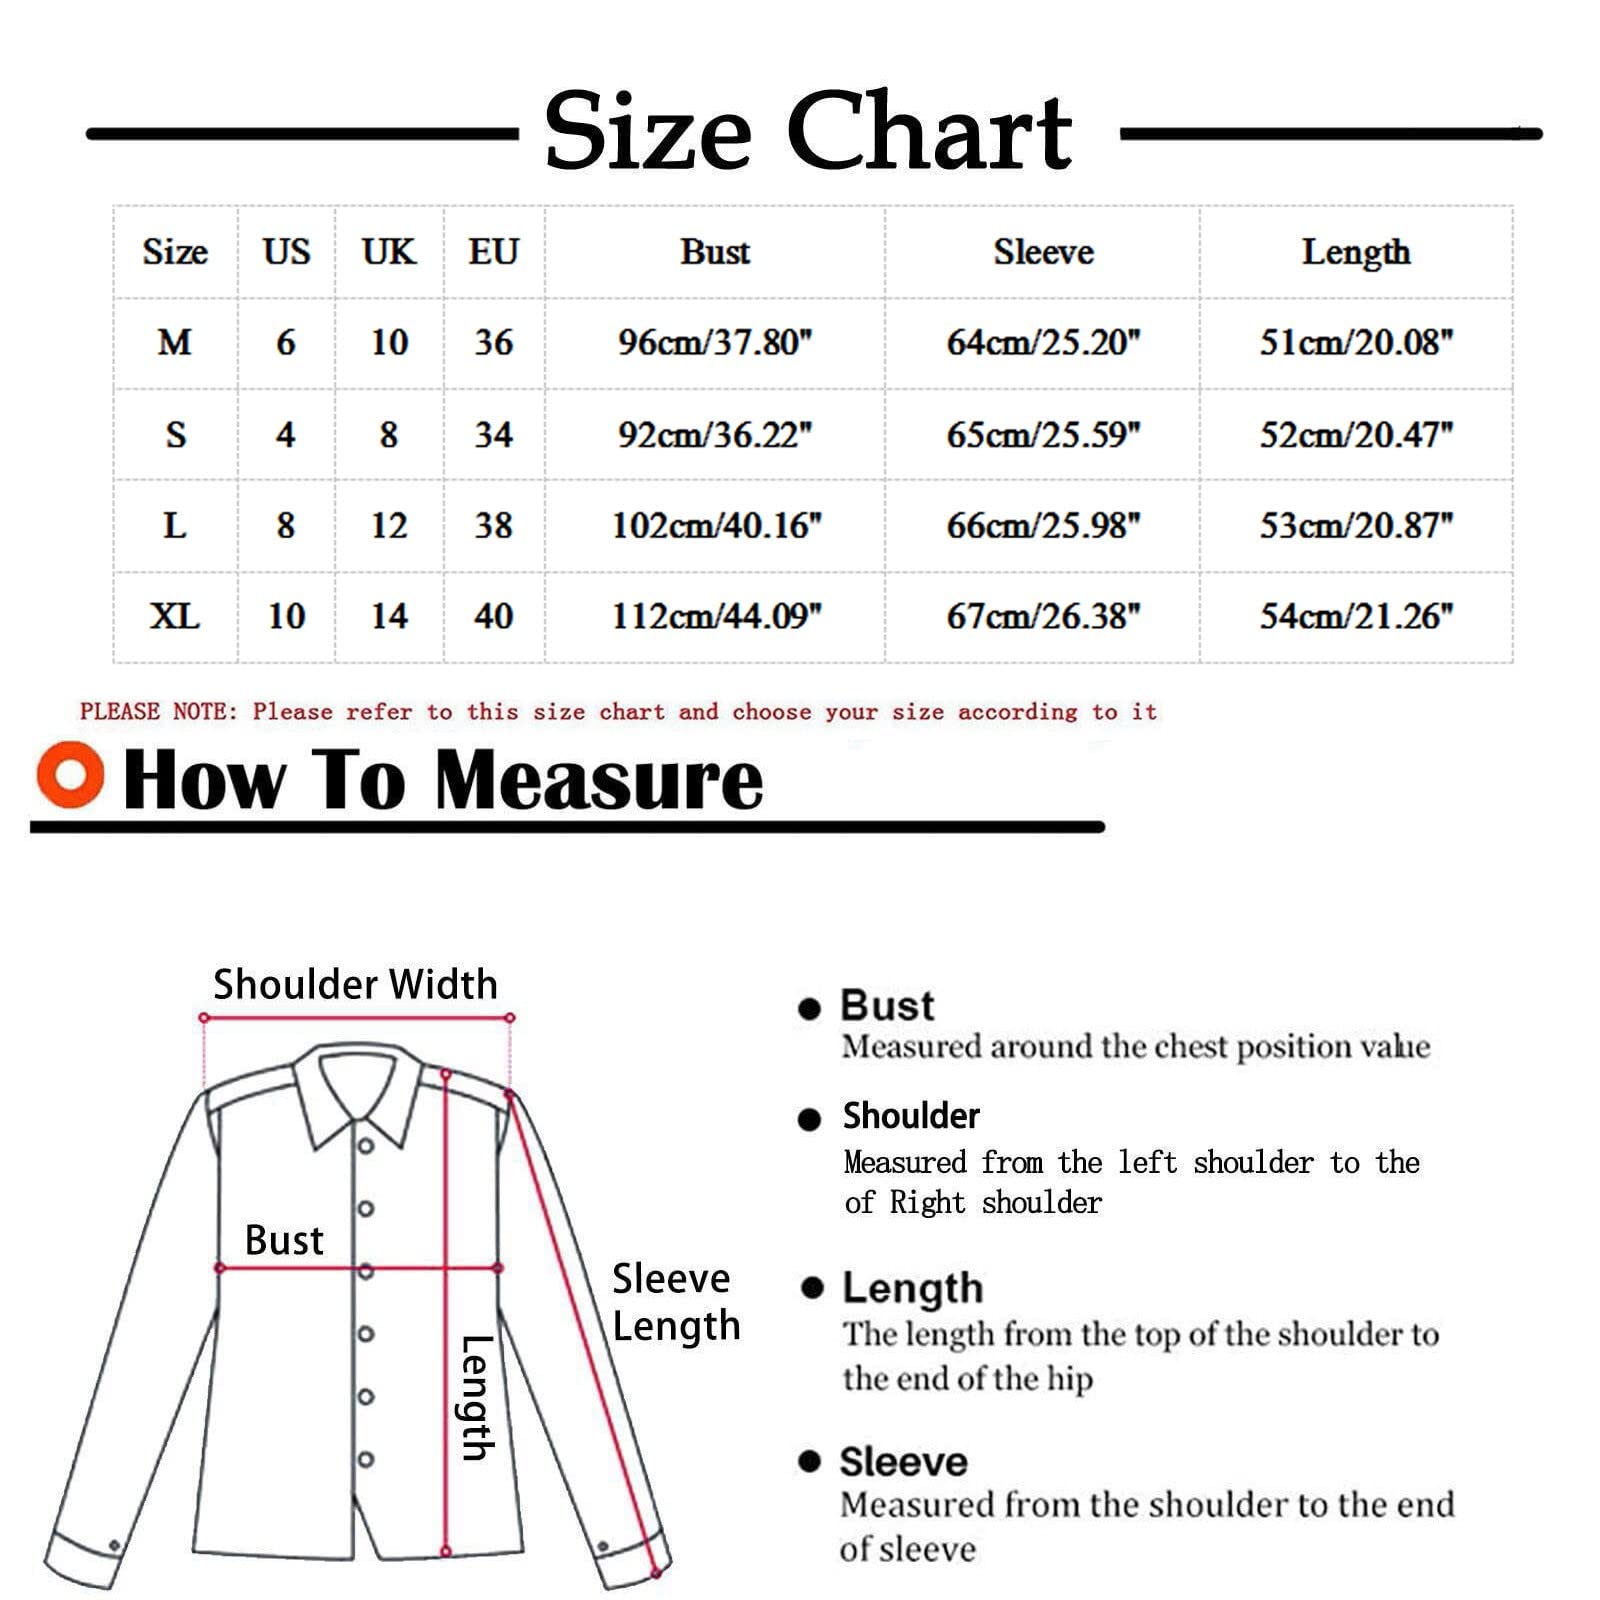 Size Chart
Size US UK EU Bust Sleeve Length
M 6 10 36 96cm/37.80" 64cm/25.20" 51cm/20.08"
S 4 8 34 92cm/36.22" 65cm/25.59" 52cm/20.47"
L 8 12 38 102cm/40.16" 66cm/25.98" 53cm/20.87"
XL 10 14 40 112cm/44.09" 67cm/26.38" 54cm/21.26"
PLEASE NOTE: Please refer to this size chart and choose your size according to it
How To Measure
Shoulder Width
Bust
Length
Sleeve
Length
Bust
Measured around the chest position value
Shoulder
Measured from the left shoulder to the
of Right shoulder
Length
The length from the top of the shoulder to
the end of the hip
Sleeve
Measured from the shoulder to the end
of sleeve